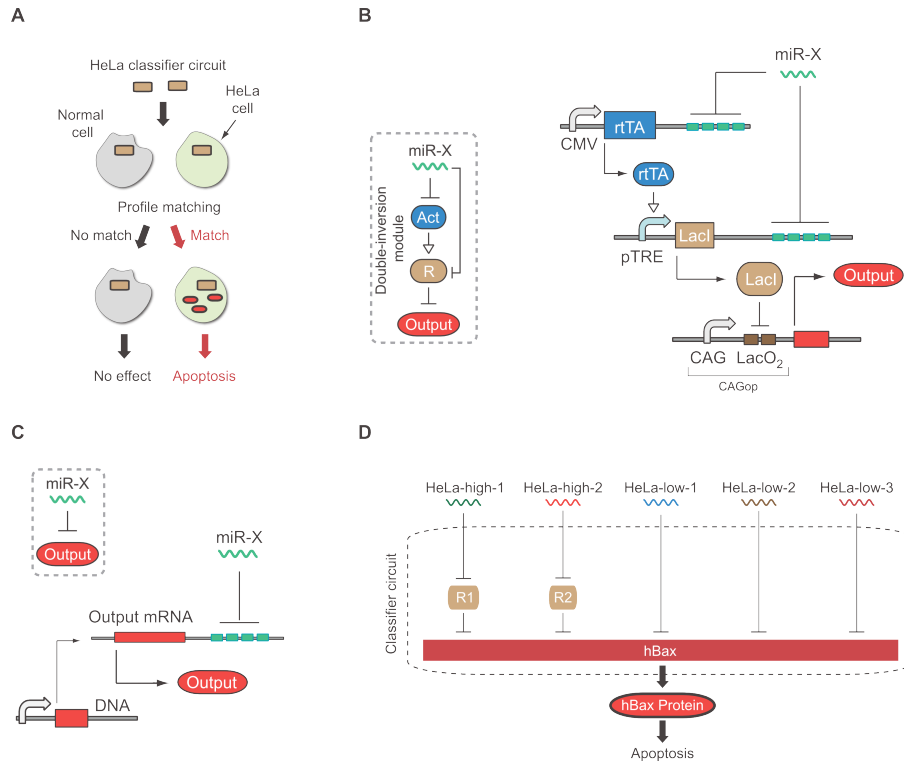 A
HeLa classifier circuit
Normal
cell
HeLa
cell
Profile matching
No match
Match
No effect
Apoptosis
B
Double-inversion
module
miR-X
Act
R
Output
miR-X
rtTA
CMV
rtTA
LacI
pTRE
LacI
Output
CAG
LacO2
CAGop
C
miR-X
Output
miR-X
Output mRNA
Output
DNA
D
HeLa-high-1
HeLa-high-2
HeLa-low-1
HeLa-low-2
HeLa-low-3
Classifier circuit
R1
R2
hBax
hBax Protein
Apoptosis